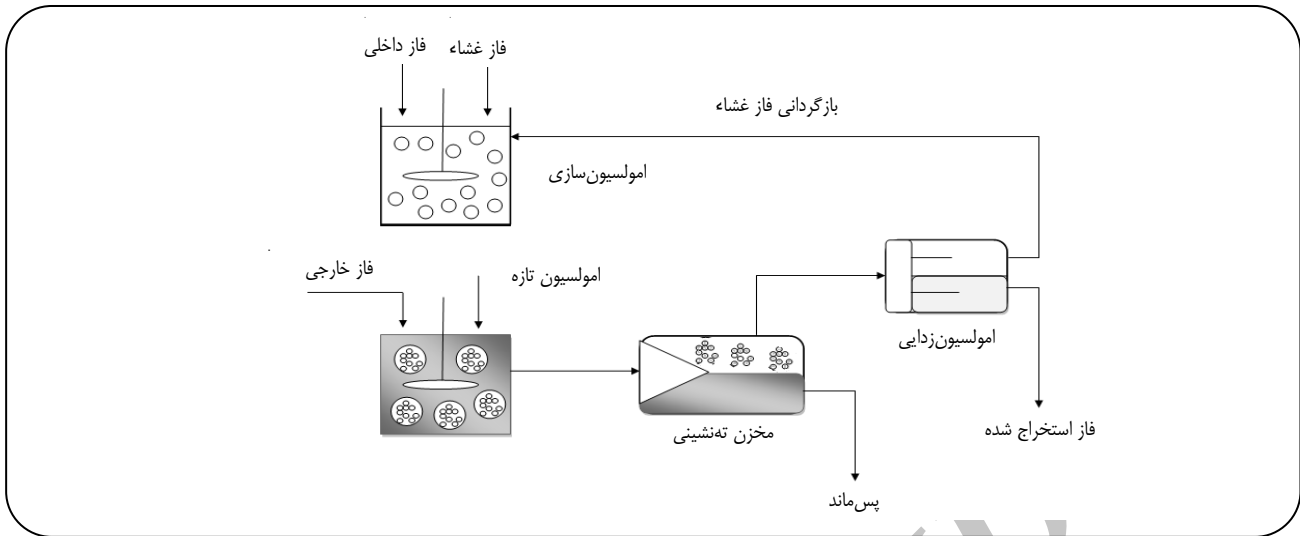 فاز غشاء
فاز داخلی
بازگردانی فاز غشاء
امولسیون‌سازی
فاز خارجی
امولسیون تازه
امولسیون‌زدایی
مخزن ته‌نشینی
فاز استخراج شده
پس‌ماند